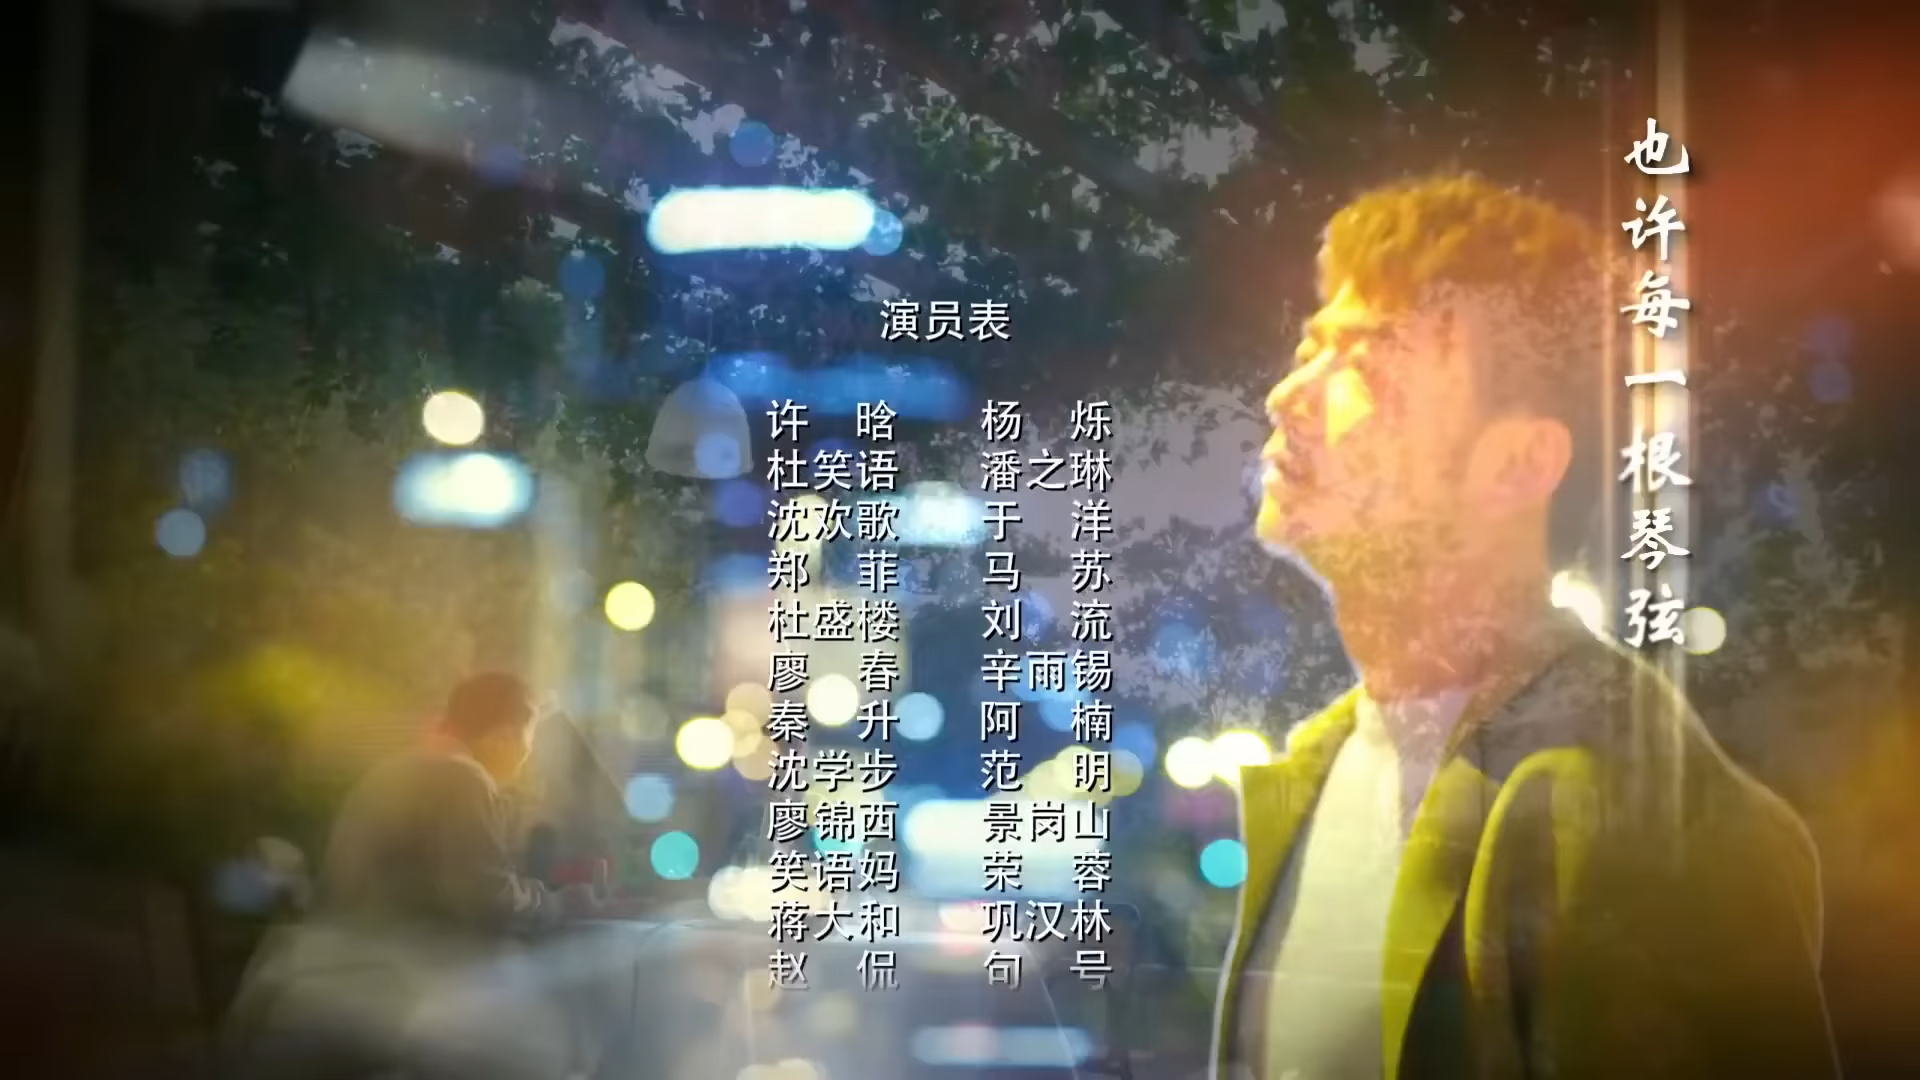 演员表
许晗 杨烁
杜笑语 潘之琳
沈欢歌 于洋
郑菲 马苏
杜盛楼 刘流
廖春 辛雨锡
秦升 阿楠
沈学步 范明
廖锦西 景岗山
笑语妈 荣蓉
蒋大和 巩汉林
赵侃 句号
也许每一根琴弦